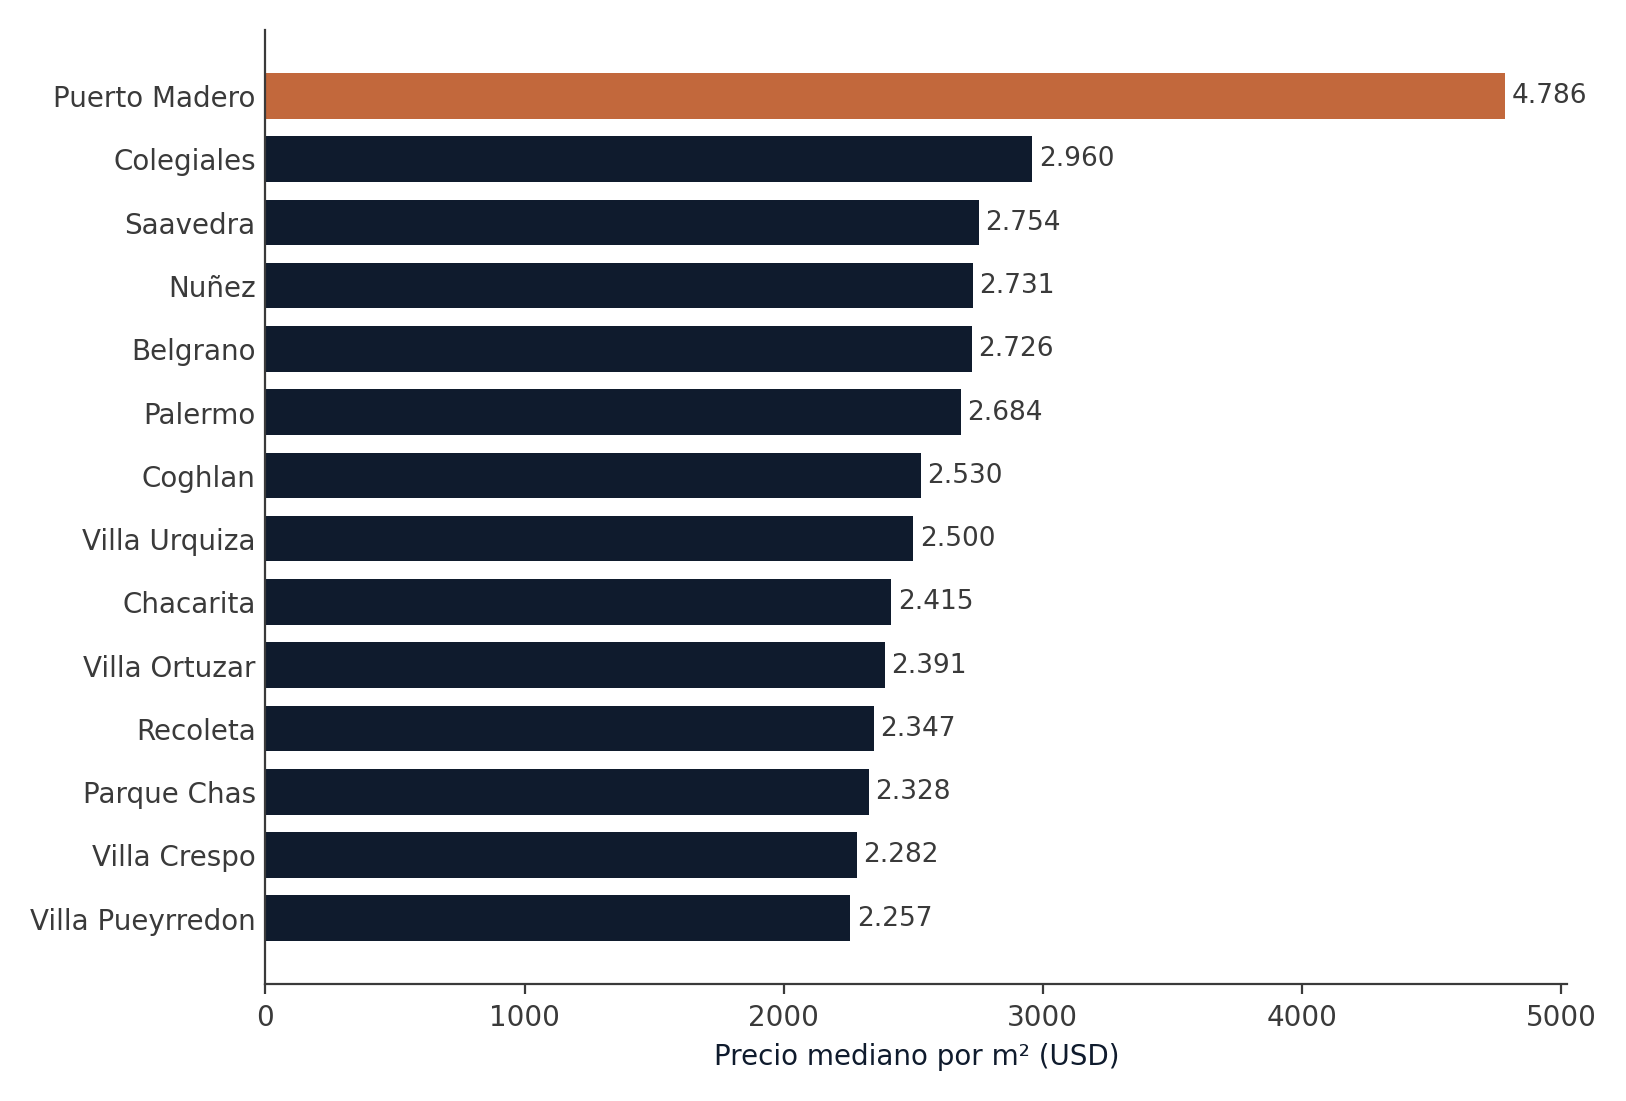 Puerto Madero 4.786
Colegiales 2.960
Saavedra 2.754
Nuñez 2.731
Belgrano 2.726
Palermo 2.684
Coghlan 2.530
Villa Urquiza 2.500
Chacarita 2.415
Villa Ortuzar 2.391
Recoleta 2.347
Parque Chas 2.328
Villa Crespo 2.282
Villa Pueyrredon 2.257
0 1000 2000 3000 4000 5000
Precio mediano por m² (USD)